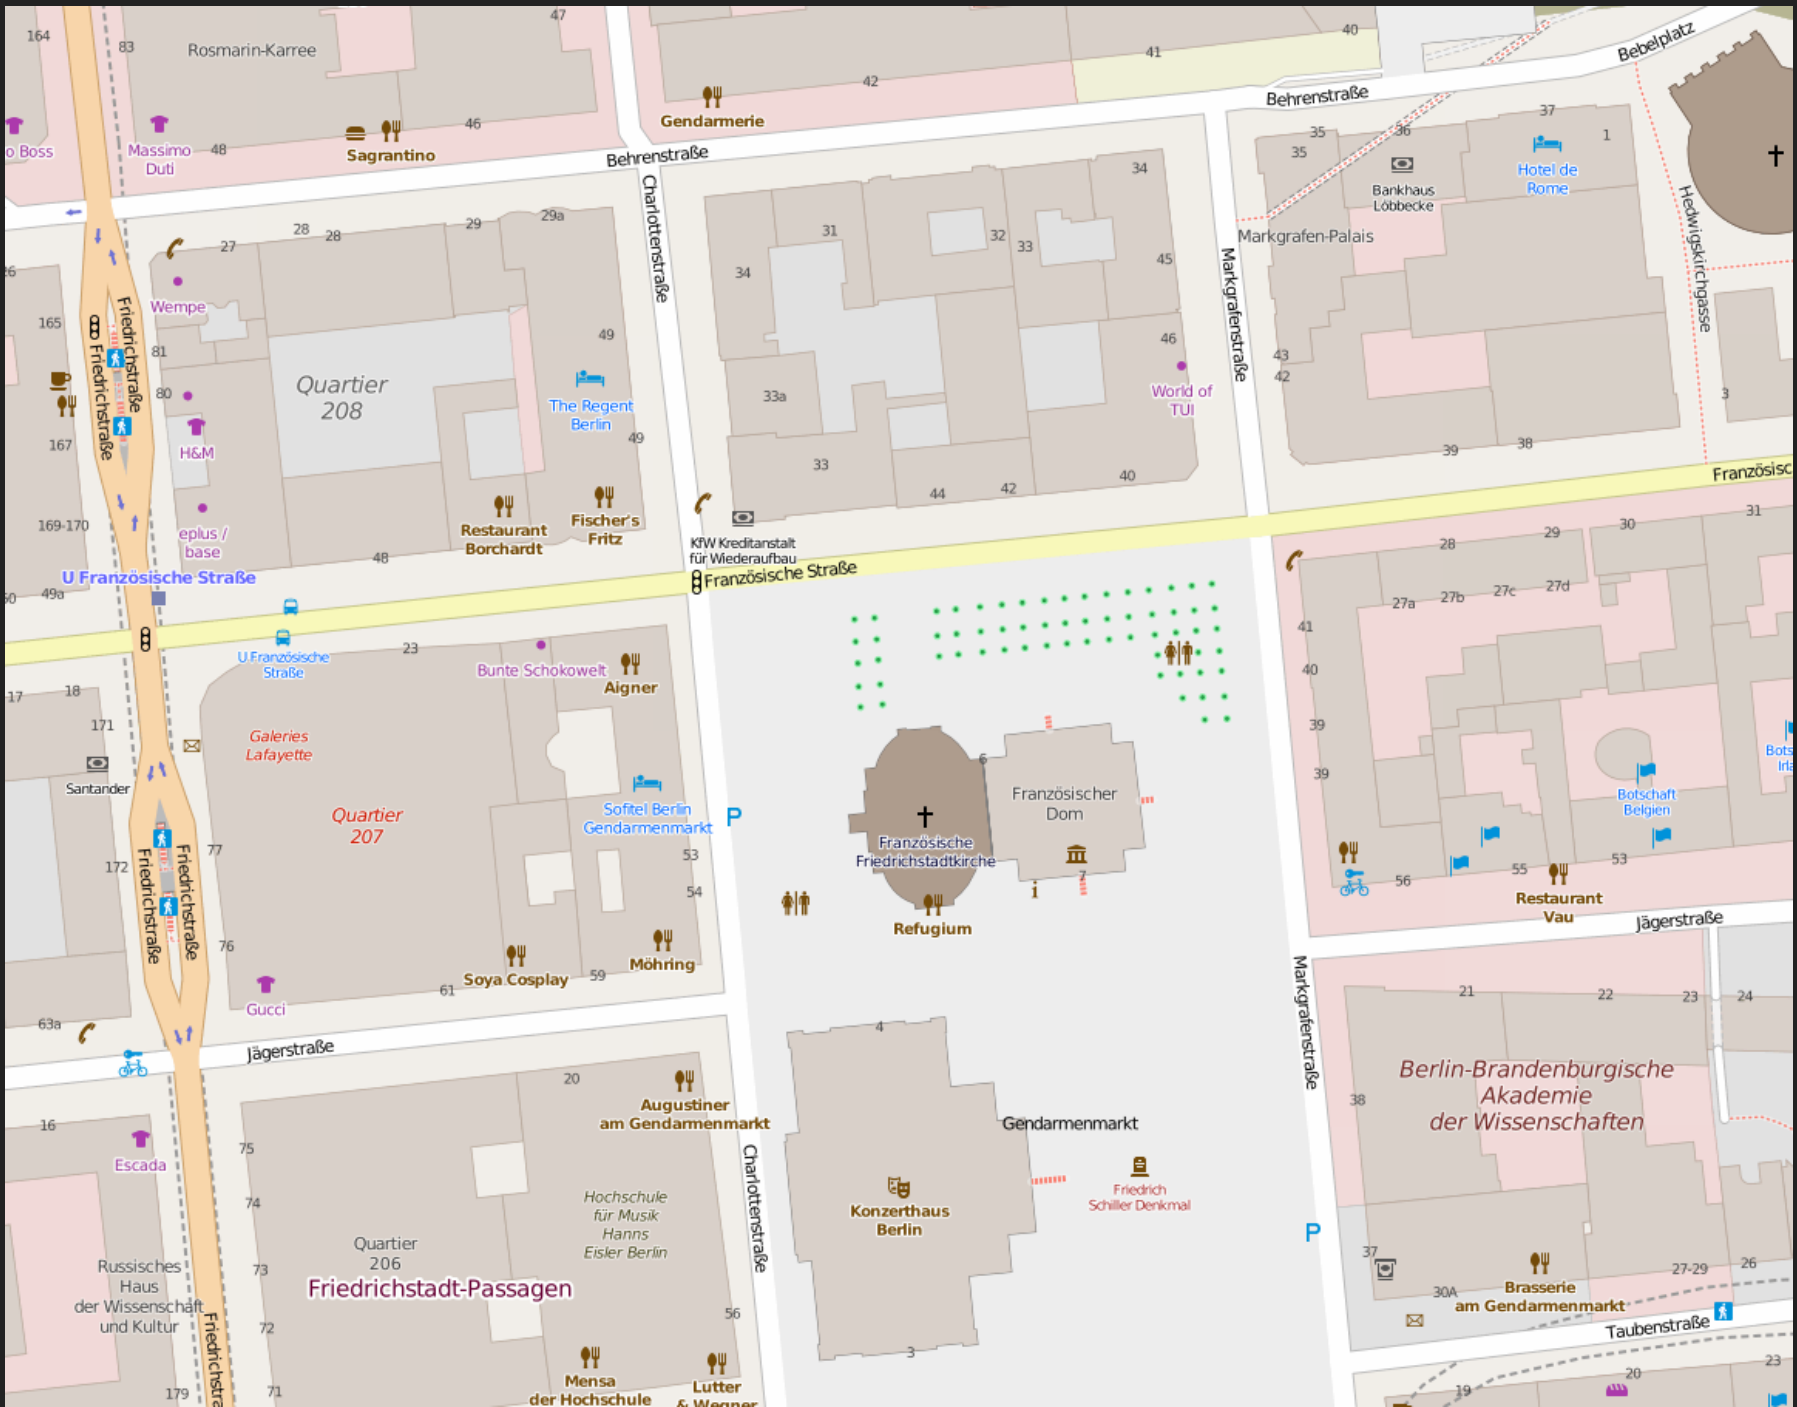 164
83
Rosmarin-Karree
47
40
41
Bebelplatz
42
Behrenstraße
Gendarmerie
o Boss
Massimo
Duti
48
46
Sagrantino
Behrenstraße
35
35
36
37
1
Bankhaus
Löbbecke
Hotel de
Rome
34
Charlottenstraße
Hedwigskirchgasse
27
28
28
29
29a
31
32
33
34
45
Markgrafen-Palais
Markgrafenstraße
26
Wempe
165
Friedrichstraße
Friedrichstraße
81
80
Quartier
208
49
The Regent
Berlin
49
46
World of
TUI
43
42
3
33a
167
H&M
33
44
42
40
39
38
Französisc
169-170
eplus /
base
Restaurant
Borchardt
Fischer's
Fritz
48
KfW Kreditanstalt
für Wiederaufbau
Französische Straße
31
30
29
28
U Französische Straße
49a
50
27a
27b
27c
27d
41
40
U Französische
Straße
23
Bunte Schokowelt
Aigner
17
18
171
Galeries
Lafayette
39
39
Santander
Quartier
207
Sofitel Berlin
Gendarmenmarkt
P
6
Französischer
Dom
Französische
Friedrichstadtkirche
7
Refugium
Botschaft
Belgien
Bots
Irla
172
77
Friedrichstraße
Friedrichstraße
53
54
56
55
53
Restaurant
Vau
Jägerstraße
76
Soya Cosplay
Möhring
59
61
Gucci
63a
Jägerstraße
Markgrafenstraße
21
22
23
24
4
20
Augustiner
am Gendarmenmarkt
Gendarmenmarkt
Berlin-Brandenburgische
Akademie
der Wissenschaften
38
16
Escada
75
74
73
72
71
Hochschule
für Musik
Hanns
Eisler Berlin
Charlottenstraße
Konzerthaus
Berlin
Friedrich
Schiller Denkmal
P
Quartier
206
Friedrichstadt-Passagen
Russisches
Haus
der Wissenschaft
und Kultur
37
30A
27-29
26
Brasserie
am Gendarmenmarkt
Taubenstraße
56
3
Friedrichstra
179
Mensa
der Hochschule
Lutter
& Wegner
19
20
23